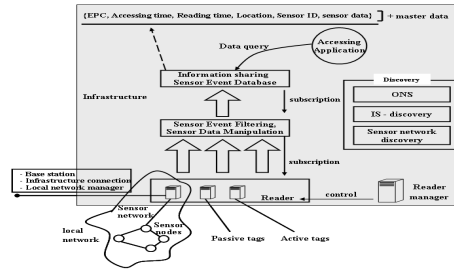 {EPC, Accessing time, Reading time, Location, Sensor ID, sensor data} + master data
Data query
Accessing
Application
Information sharing
Sensor Event Database
Discovery
ONS
IS - discovery
Sensor network
discovery
Infrastructure
subscription
Sensor Event Filtering,
Sensor Data Manipulation
subscription
- Base station
- Infrastructure connection
- Local network manager
Reader
control
Reader
manager
Sensor
network
Sensor
nodes
local
network
Passive tags
Active tags